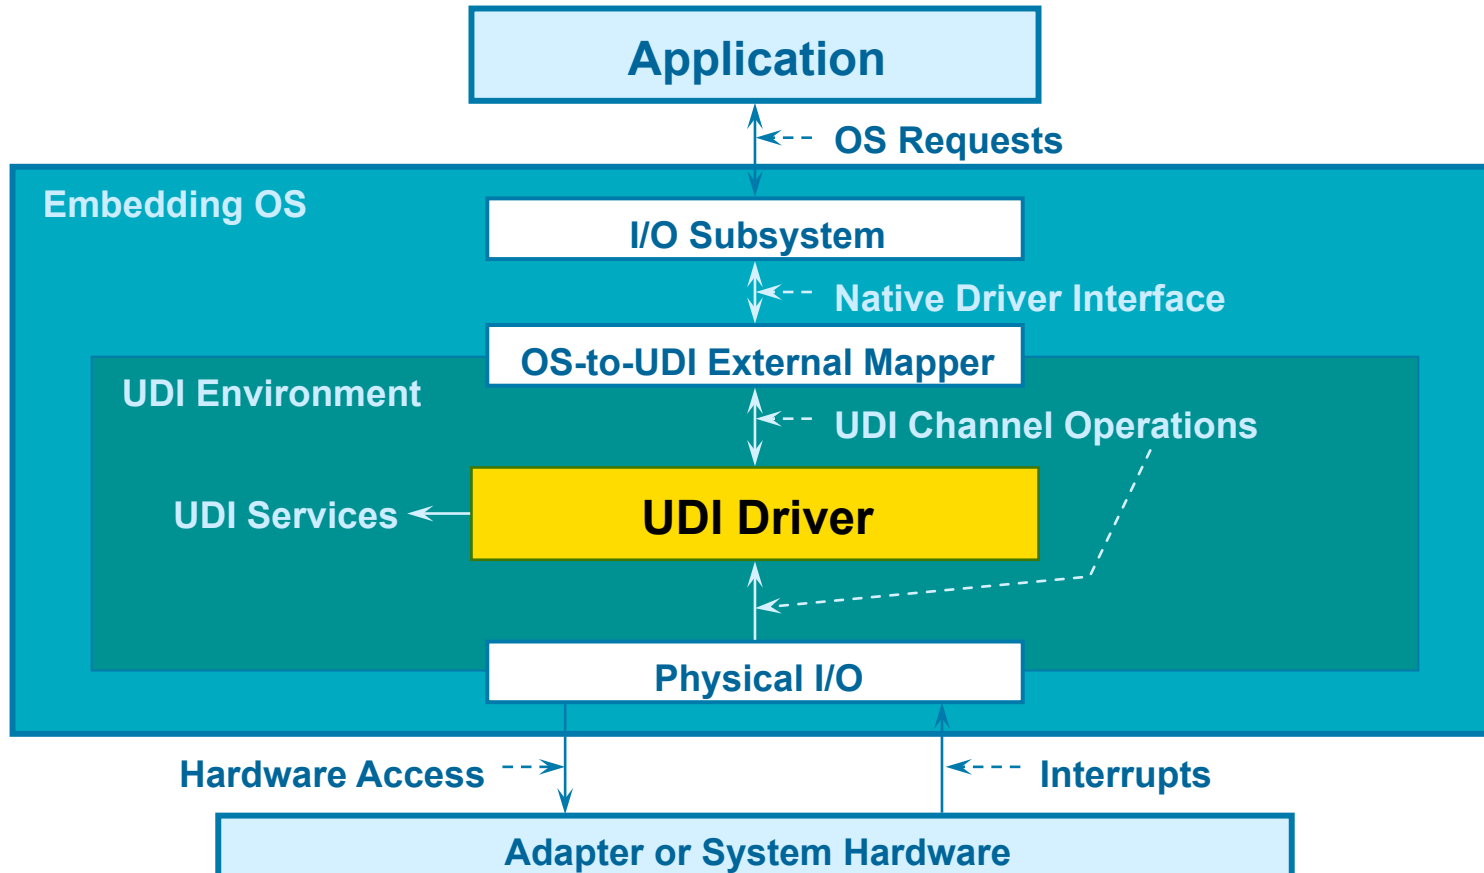 Application
OS Requests
Embedding OS
I/O Subsystem
Native Driver Interface
OS-to-UDI External Mapper
UDI Environment
UDI Channel Operations
UDI Services
UDI Driver
Physical I/O
Hardware Access
Interrupts
Adapter or System Hardware